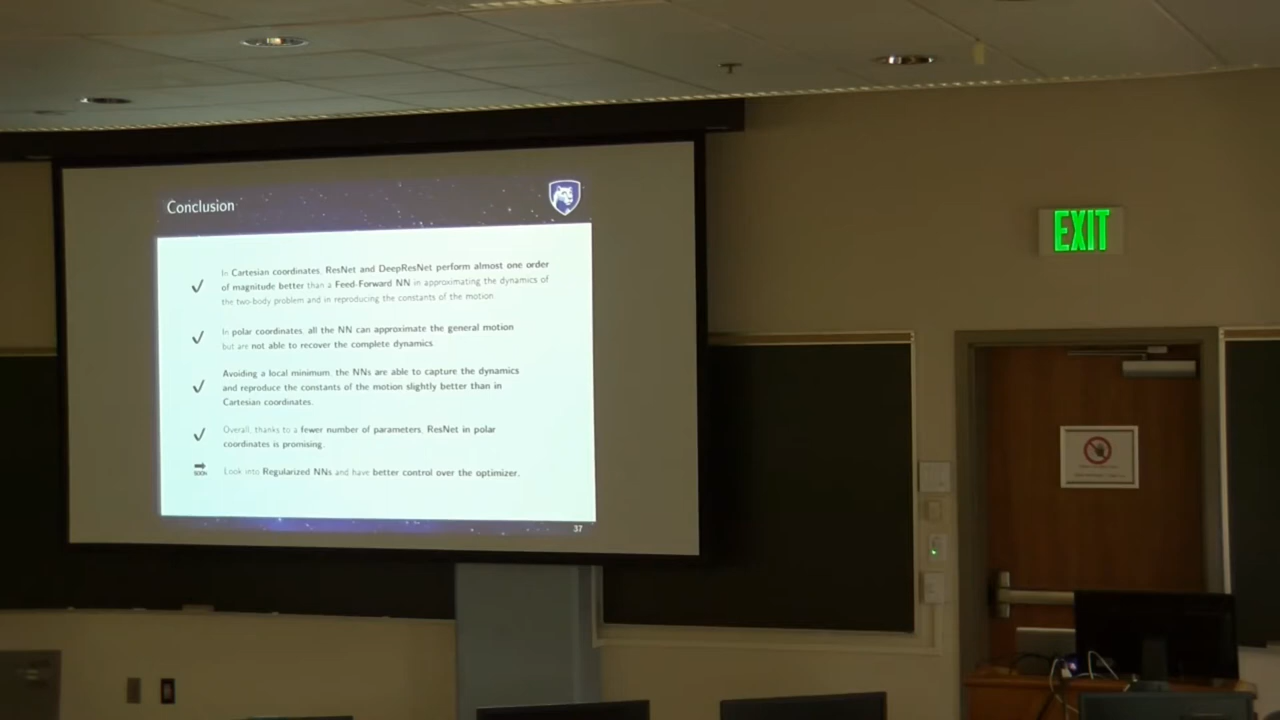 Conclusion
In Cartesian coordinates, ResNet and DeepResNet perform almost one order
of magnitude better than a Feed-Forward NN in approximating the dynamics of
the two-body problem and in reproducing the constants of the motion.
In polar coordinates, all the NN can approximate the general motion
but are not able to recover the complete dynamics.
Avoiding a local minimum, the NNs are able to capture the dynamics
and reproduce the constants of the motion slightly better than in
Cartesian coordinates.
Overall, thanks to a fewer number of parameters, ResNet in polar
coordinates is promising.
SOON
Look into Regularized NNs and have better control over the optimizer.
37
EXIT